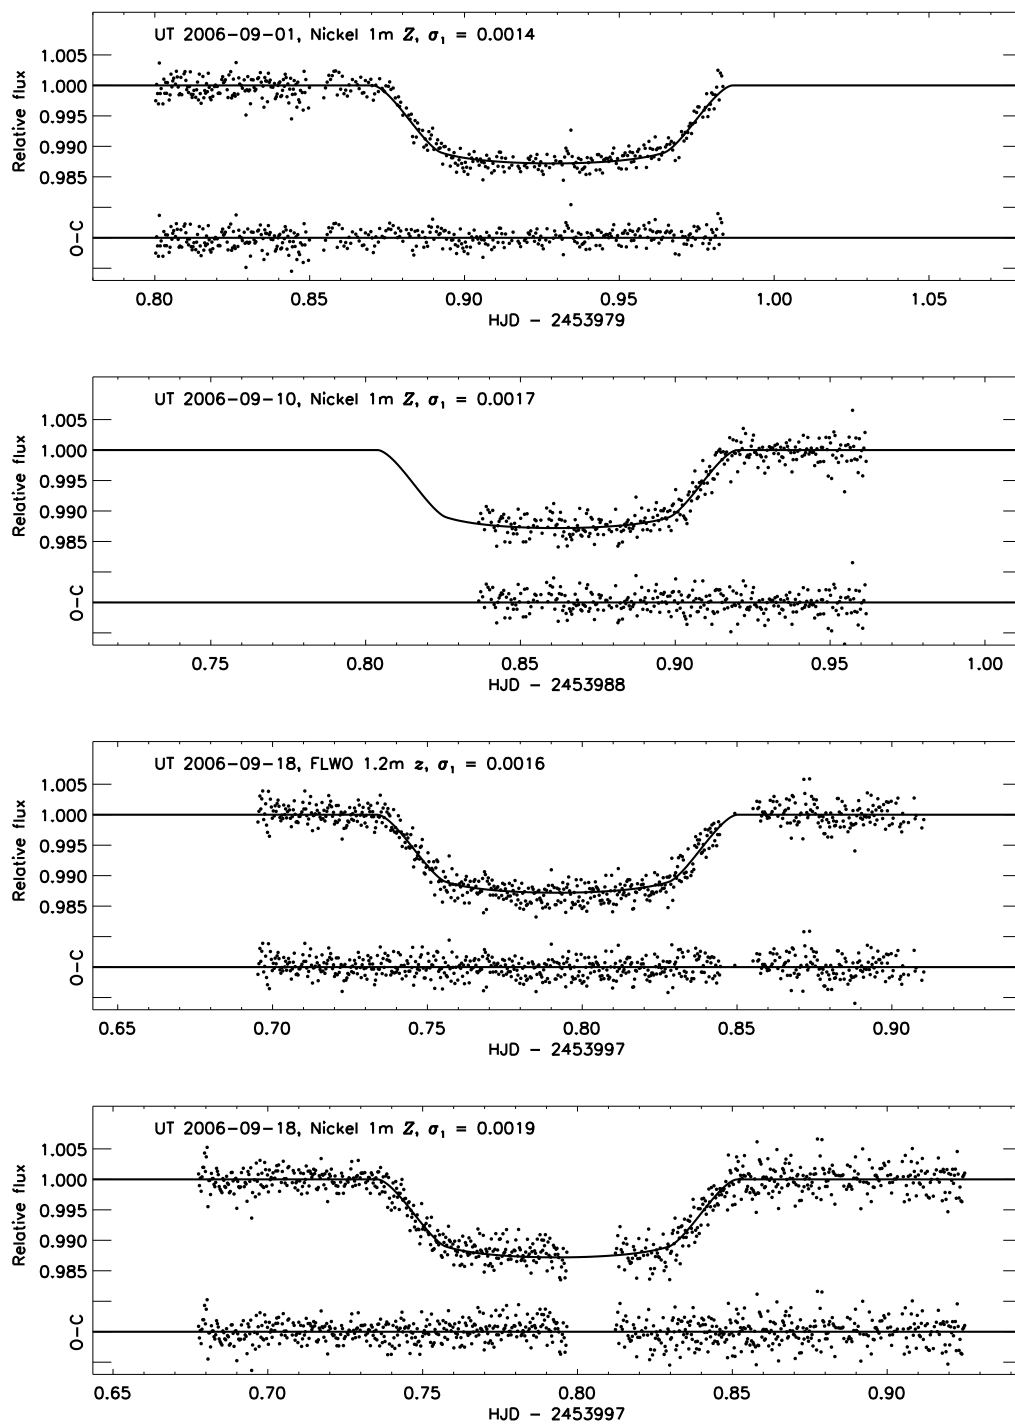 UT 2006-09-01, Nickel 1m Z, σ₁ = 0.0014
1.005
1.000
0.995
0.990
0.985
Relative flux
O-C
0.80 0.85 0.90 0.95 1.00 1.05
HJD - 2453979
UT 2006-09-10, Nickel 1m Z, σ₁ = 0.0017
1.005
1.000
0.995
0.990
0.985
Relative flux
O-C
0.75 0.80 0.85 0.90 0.95 1.00
HJD - 2453988
UT 2006-09-18, FLWO 1.2m z, σ₁ = 0.0016
1.005
1.000
0.995
0.990
0.985
Relative flux
O-C
0.65 0.70 0.75 0.80 0.85 0.90
HJD - 2453997
UT 2006-09-18, Nickel 1m Z, σ₁ = 0.0019
1.005
1.000
0.995
0.990
0.985
Relative flux
O-C
0.65 0.70 0.75 0.80 0.85 0.90
HJD - 2453997